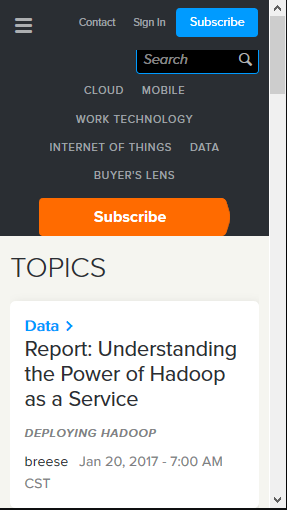 Contact Sign In Subscribe
Search
CLOUD MOBILE
WORK TECHNOLOGY
INTERNET OF THINGS DATA
BUYER'S LENS
Subscribe
TOPICS
Data
Report: Understanding
the Power of Hadoop
as a Service
DEPLOYING HADOOP
breese Jan 20, 2017 - 7:00 AM
CST